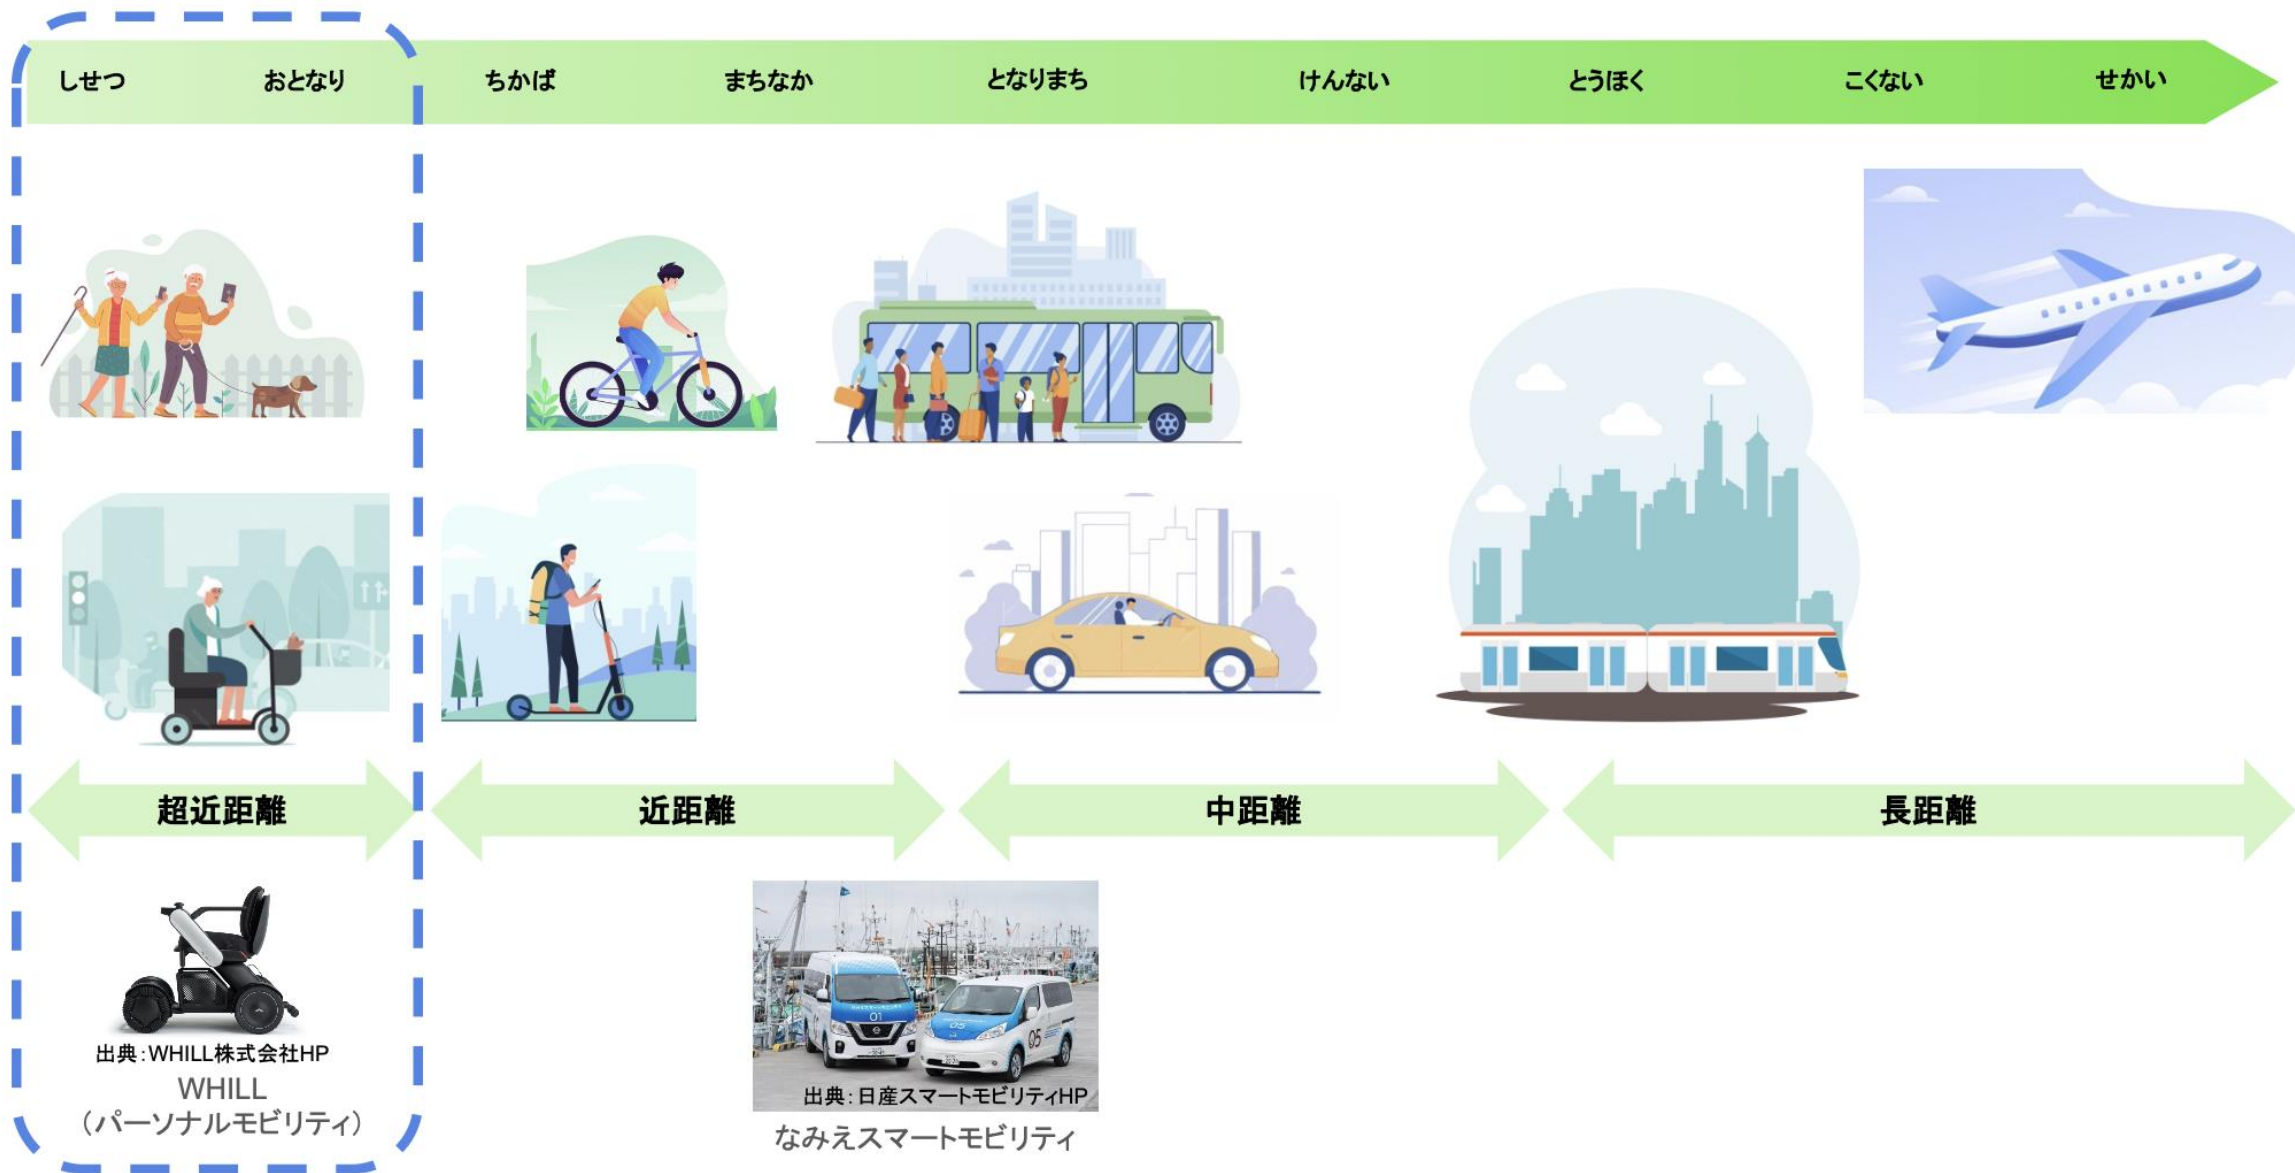 しせつ
おとなり
ちかば
まちなか
となりまち
けんない
とうほく
こくない
せかい
超近距離
近距離
中距離
長距離
出典：WHILL株式会社HP
WHILL
（パーソナルモビリティ）
01
05
05
出典：日産スマートモビリティHP
なみえスマートモビリティ